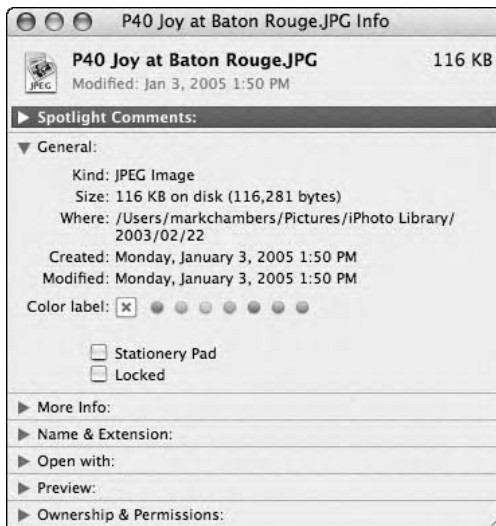 P40 Joy at Baton Rouge.JPG Info
P40 Joy at Baton Rouge.JPG 116 KB
Modified: Jan 3, 2005 1:50 PM
JPEG
Spotlight Comments:
General:
Kind: JPEG Image
Size: 116 KB on disk (116,281 bytes)
Where: /Users/markchambers/Pictures/iPhoto Library/
2003/02/22
Created: Monday, January 3, 2005 1:50 PM
Modified: Monday, January 3, 2005 1:50 PM
Color label:
Stationery Pad
Locked
More Info:
Name & Extension:
Open with:
Preview:
Ownership & Permissions: